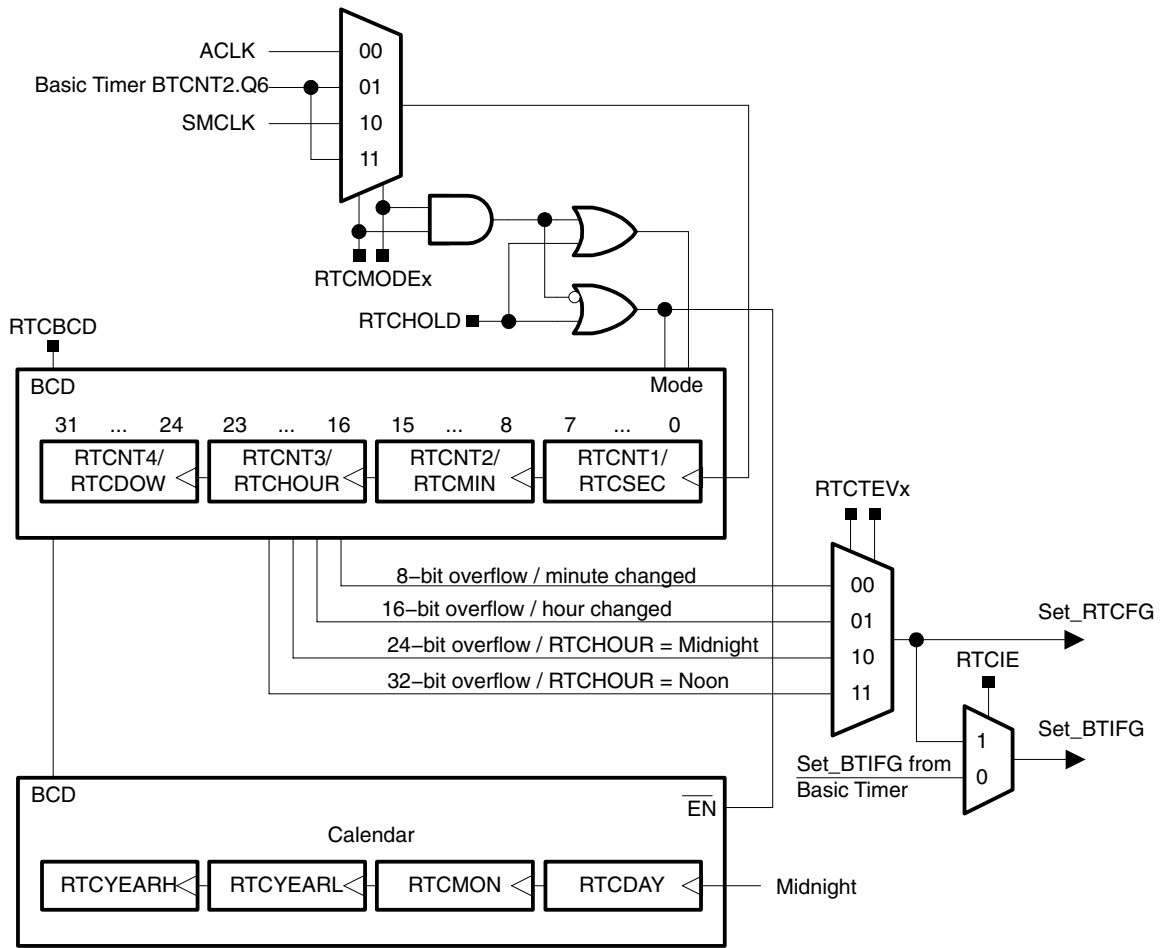 ACLK
00
Basic Timer BTCNT2.Q6
01
SMCLK
10
11
RTCMODEx
RTCHOLD
RTCBCD
BCD
Mode
31 ... 24 23 ... 16 15 ... 8 7 ... 0
RTCNT4/
RTCDOW
RTCNT3/
RTCHOUR
RTCNT2/
RTCMIN
RTCNT1/
RTCSEC
RTCTEVx
8−bit overflow / minute changed
00
16−bit overflow / hour changed
01
24−bit overflow / RTCHOUR = Midnight
10
32−bit overflow / RTCHOUR = Noon
11
Set_RTCFG
RTCIE
1
0
Set_BTIFG
Set_BTIFG from
Basic Timer
BCD
EN
Calendar
RTCYEARH
RTCYEARL
RTCMON
RTCDAY
Midnight